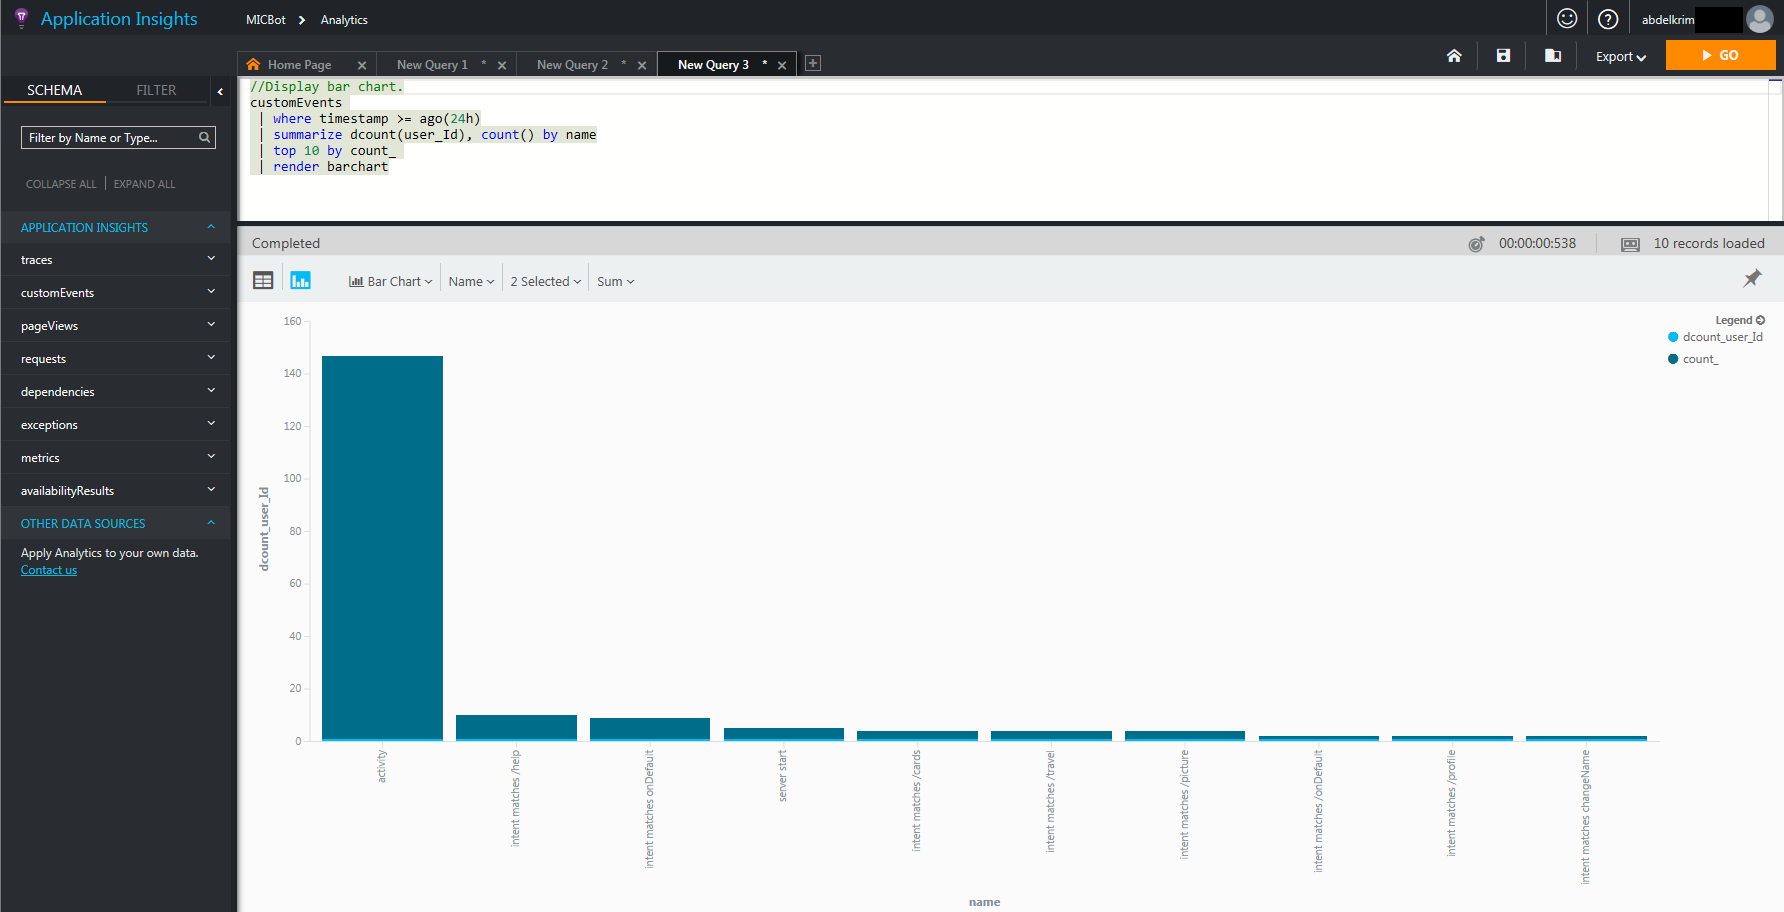 Application Insights
MICBot
Analytics
abdelkrim
Home Page
New Query 1 *
New Query 2 *
New Query 3 *
Export
GO
SCHEMA
FILTER
Filter by Name or Type...
COLLAPSE ALL
EXPAND ALL
APPLICATION INSIGHTS
traces
customEvents
pageViews
requests
dependencies
exceptions
metrics
availabilityResults
OTHER DATA SOURCES
Apply Analytics to your own data.
Contact us
//Display bar chart.
customEvents
| where timestamp >= ago(24h)
| summarize dcount(user_Id), count() by name
| top 10 by count_
| render barchart
Completed
00:00:00:538
10 records loaded
Bar Chart
Name
2 Selected
Sum
Legend
dcount_user_Id
count_
dcount_user_Id
160
140
120
100
80
60
40
20
0
activity
intent matches /help
intent matches onDefault
server start
intent matches /cards
intent matches /travel
intent matches /picture
intent matches /onDefault
intent matches /profile
intent matches changeName
name